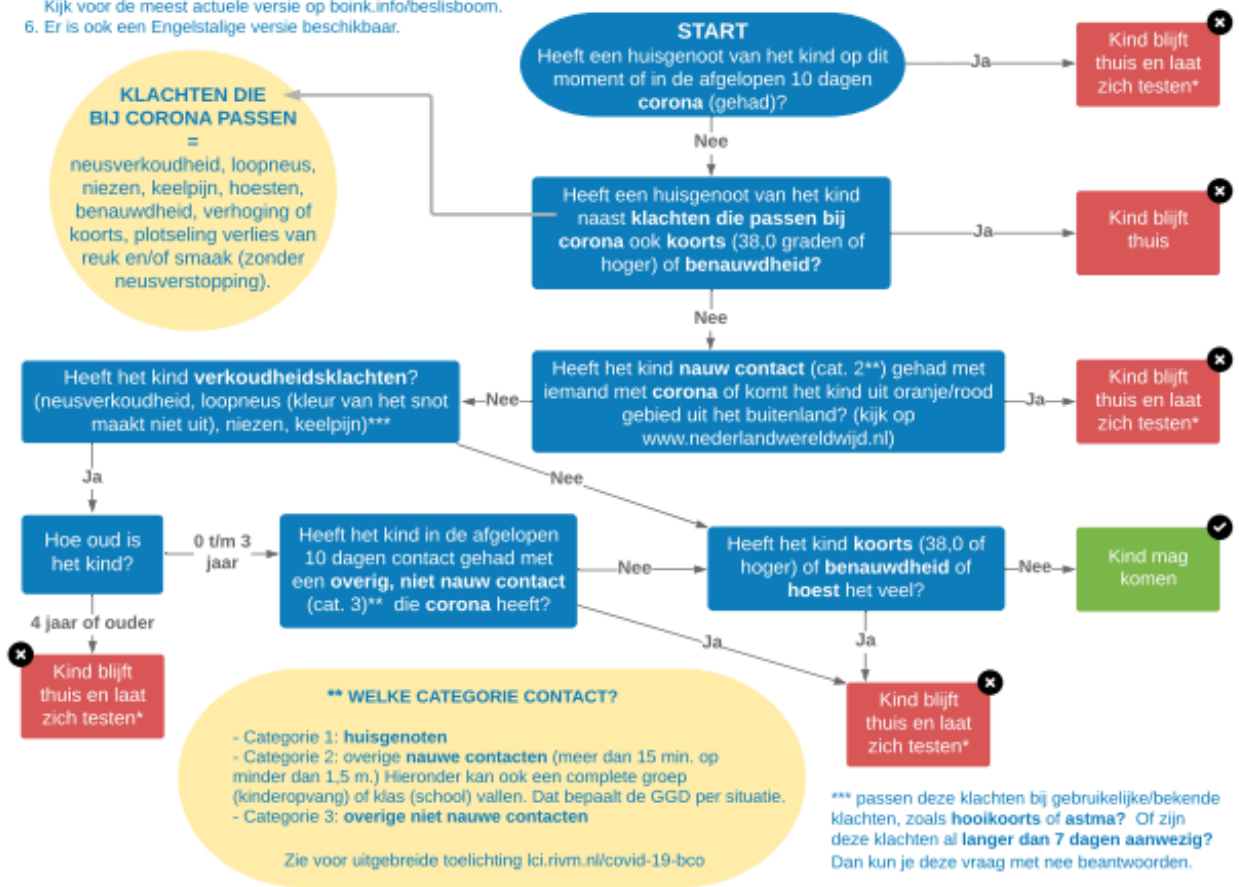 Kijk voor de meest actuele versie op boink.info/beslisboom.
6. Er is ook een Engelstalige versie beschikbaar.
START
Heeft een huisgenoot van het kind op dit
moment of in de afgelopen 10 dagen
corona (gehad)?
Ja
Kind blijft
thuis en laat
zich testen*
KLACHTEN DIE
BIJ CORONA PASSEN
=
neusverkoudheid, loopneus,
niezen, keelpijn, hoesten,
benauwdheid, verhoging of
koorts, plotseling verlies van
reuk en/of smaak (zonder
neusverstopping).
Nee
Heeft een huisgenoot van het kind
naast klachten die passen bij
corona ook koorts (38,0 graden of
hoger) of benauwdheid?
Ja
Kind blijft
thuis
Nee
Heeft het kind nauw contact (cat. 2**) gehad met
iemand met corona of komt het kind uit oranje/rood
gebied uit het buitenland? (kijk op
www.nederlandwereldwijd.nl)
Ja
Kind blijft
thuis en laat
zich testen*
Nee
Heeft het kind verkoudheidsklachten?
(neusverkoudheid, loopneus (kleur van het snot
maakt niet uit), niezen, keelpijn)***
Ja
Nee
Hoe oud is
het kind?
0 t/m 3
jaar
Heeft het kind in de afgelopen
10 dagen contact gehad met
een overig, niet nauw contact
(cat. 3)** die corona heeft?
Nee
Heeft het kind koorts (38,0 of
hoger) of benauwdheid of
hoest het veel?
Nee
Kind mag
komen
4 jaar of ouder
Kind blijft
thuis en laat
zich testen*
Ja
Ja
Kind blijft
thuis en laat
zich testen*
** WELKE CATEGORIE CONTACT?
- Categorie 1: huisgenoten
- Categorie 2: overige nauwe contacten (meer dan 15 min. op
minder dan 1,5 m.) Hieronder kan ook een complete groep
(kinderopvang) of klas (school) vallen. Dat bepaalt de GGD per situatie.
- Categorie 3: overige niet nauwe contacten
Zie voor uitgebreide toelichting lci.rivm.nl/covid-19-bco
*** passen deze klachten bij gebruikelijke/bekende
klachten, zoals hooikoorts of astma? Of zijn
deze klachten al langer dan 7 dagen aanwezig?
Dan kun je deze vraag met nee beantwoorden.